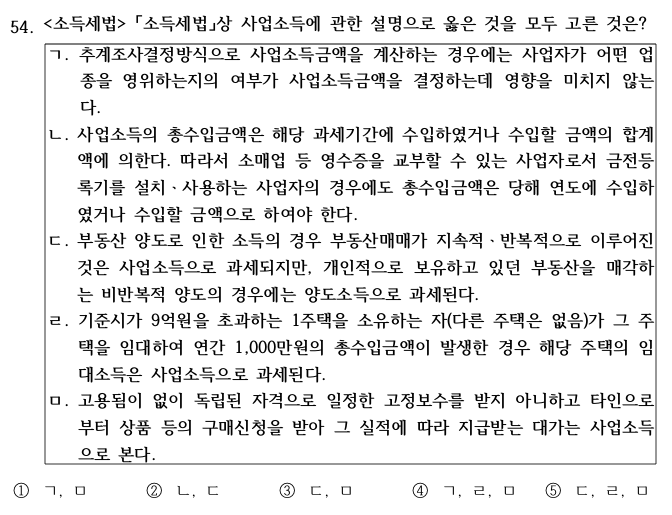 54. <소득세법> 「소득세법」상 사업소득에 관한 설명으로 옳은 것을 모두 고른 것은?
ㄱ. 추계조사결정방식으로 사업소득금액을 계산하는 경우에는 사업자가 어떤 업
종을 영위하는지의 여부가 사업소득금액을 결정하는데 영향을 미치지 않는
다.
ㄴ. 사업소득의 총수입금액은 해당 과세기간에 수입하였거나 수입할 금액의 합계
액에 의한다. 따라서 소매업 등 영수증을 교부할 수 있는 사업자로서 금전등
록기를 설치ㆍ사용하는 사업자의 경우에도 총수입금액은 당해 연도에 수입하
였거나 수입할 금액으로 하여야 한다.
ㄷ. 부동산 양도로 인한 소득의 경우 부동산매매가 지속적ㆍ반복적으로 이루어진
것은 사업소득으로 과세되지만, 개인적으로 보유하고 있던 부동산을 매각하
는 비반복적 양도의 경우에는 양도소득으로 과세된다.
ㄹ. 기준시가 9억원을 초과하는 1주택을 소유하는 자(다른 주택은 없음)가 그 주
택을 임대하여 연간 1,000만원의 총수입금액이 발생한 경우 해당 주택의 임
대소득은 사업소득으로 과세된다.
ㅁ. 고용됨이 없이 독립된 자격으로 일정한 고정보수를 받지 아니하고 타인으로
부터 상품 등의 구매신청을 받아 그 실적에 따라 지급받는 대가는 사업소득
으로 본다.
① ㄱ, ㅁ ② ㄴ, ㄷ ③ ㄷ, ㅁ ④ ㄱ, ㄹ, ㅁ ⑤ ㄷ, ㄹ, ㅁ